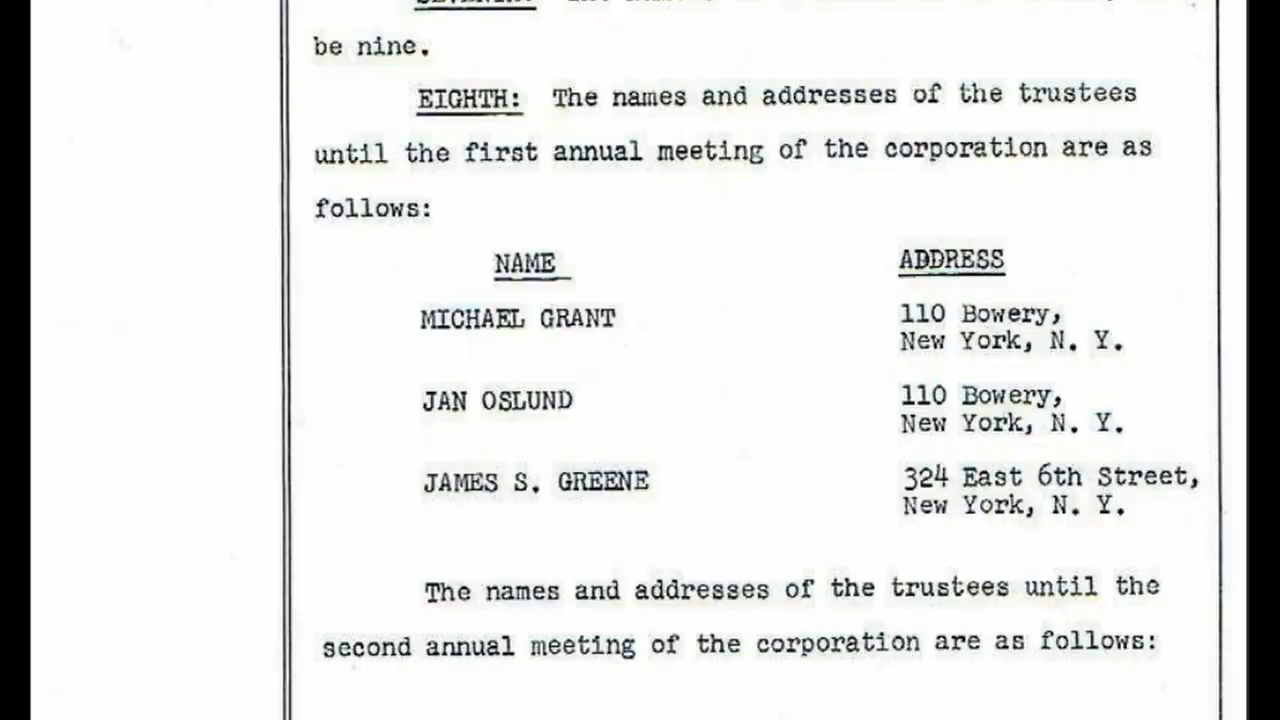 be nine.
EIGHTH: The names and addresses of the trustees
until the first annual meeting of the corporation are as
follows:
NAME ADDRESS
MICHAEL GRANT 110 Bowery,
New York, N. Y.
JAN OSLUND 110 Bowery,
New York, N. Y.
JAMES S. GREENE 324 East 6th Street,
New York, N. Y.
The names and addresses of the trustees until the
second annual meeting of the corporation are as follows: